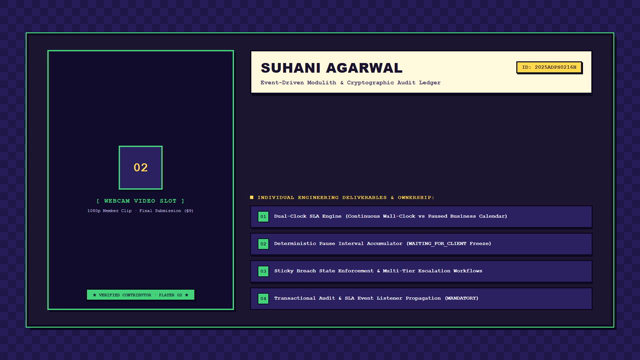 02
[ WEBCAM VIDEO SLOT ]
1080p Member Clip · Final Submission (S9)
★ VERIFIED CONTRIBUTOR · PLAYER 02 ★
SUHANI AGARWAL
Event-Driven Modulith & Cryptographic Audit Ledger
ID: 2025ADPS021GH
■ INDIVIDUAL ENGINEERING DELIVERABLES & OWNERSHIP:
01 Dual-Clock SLA Engine (Continuous Wall-Clock vs Paused Business Calendar)
02 Deterministic Pause Interval Accumulator (WAITING_FOR_CLIENT Freeze)
03 Sticky Breach State Enforcement & Multi-Tier Escalation Workflows
04 Transactional Audit & SLA Event Listener Propagation (MANDATORY)